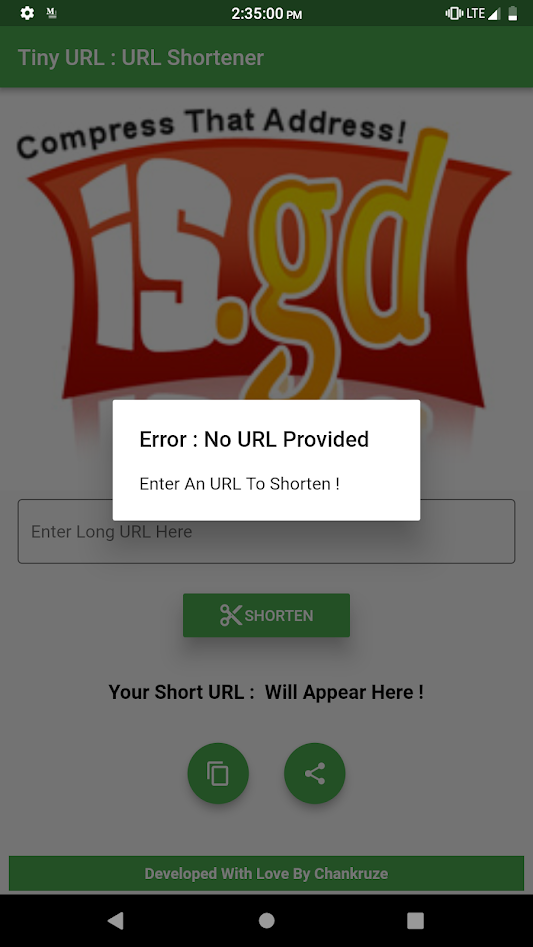 2:35:00 PM
LTE
Tiny URL : URL Shortener
Compress That Address!
is.gd
Error : No URL Provided
Enter An URL To Shorten !
Enter Long URL Here
SHORTEN
Your Short URL :  Will Appear Here !
Developed With Love By Chankruze